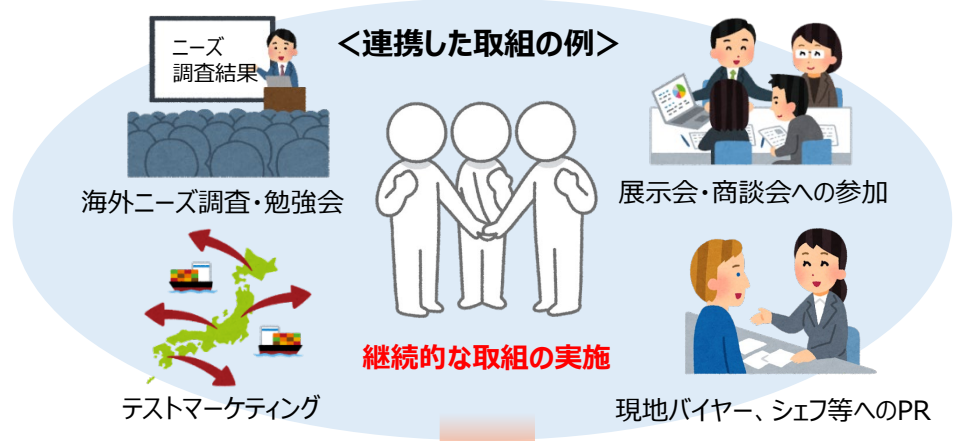 ＜連携した取組の例＞
ニーズ
調査結果
海外ニーズ調査・勉強会
展示会・商談会への参加
継続的な取組の実施
テストマーケティング
現地バイヤー、シェフ等へのPR